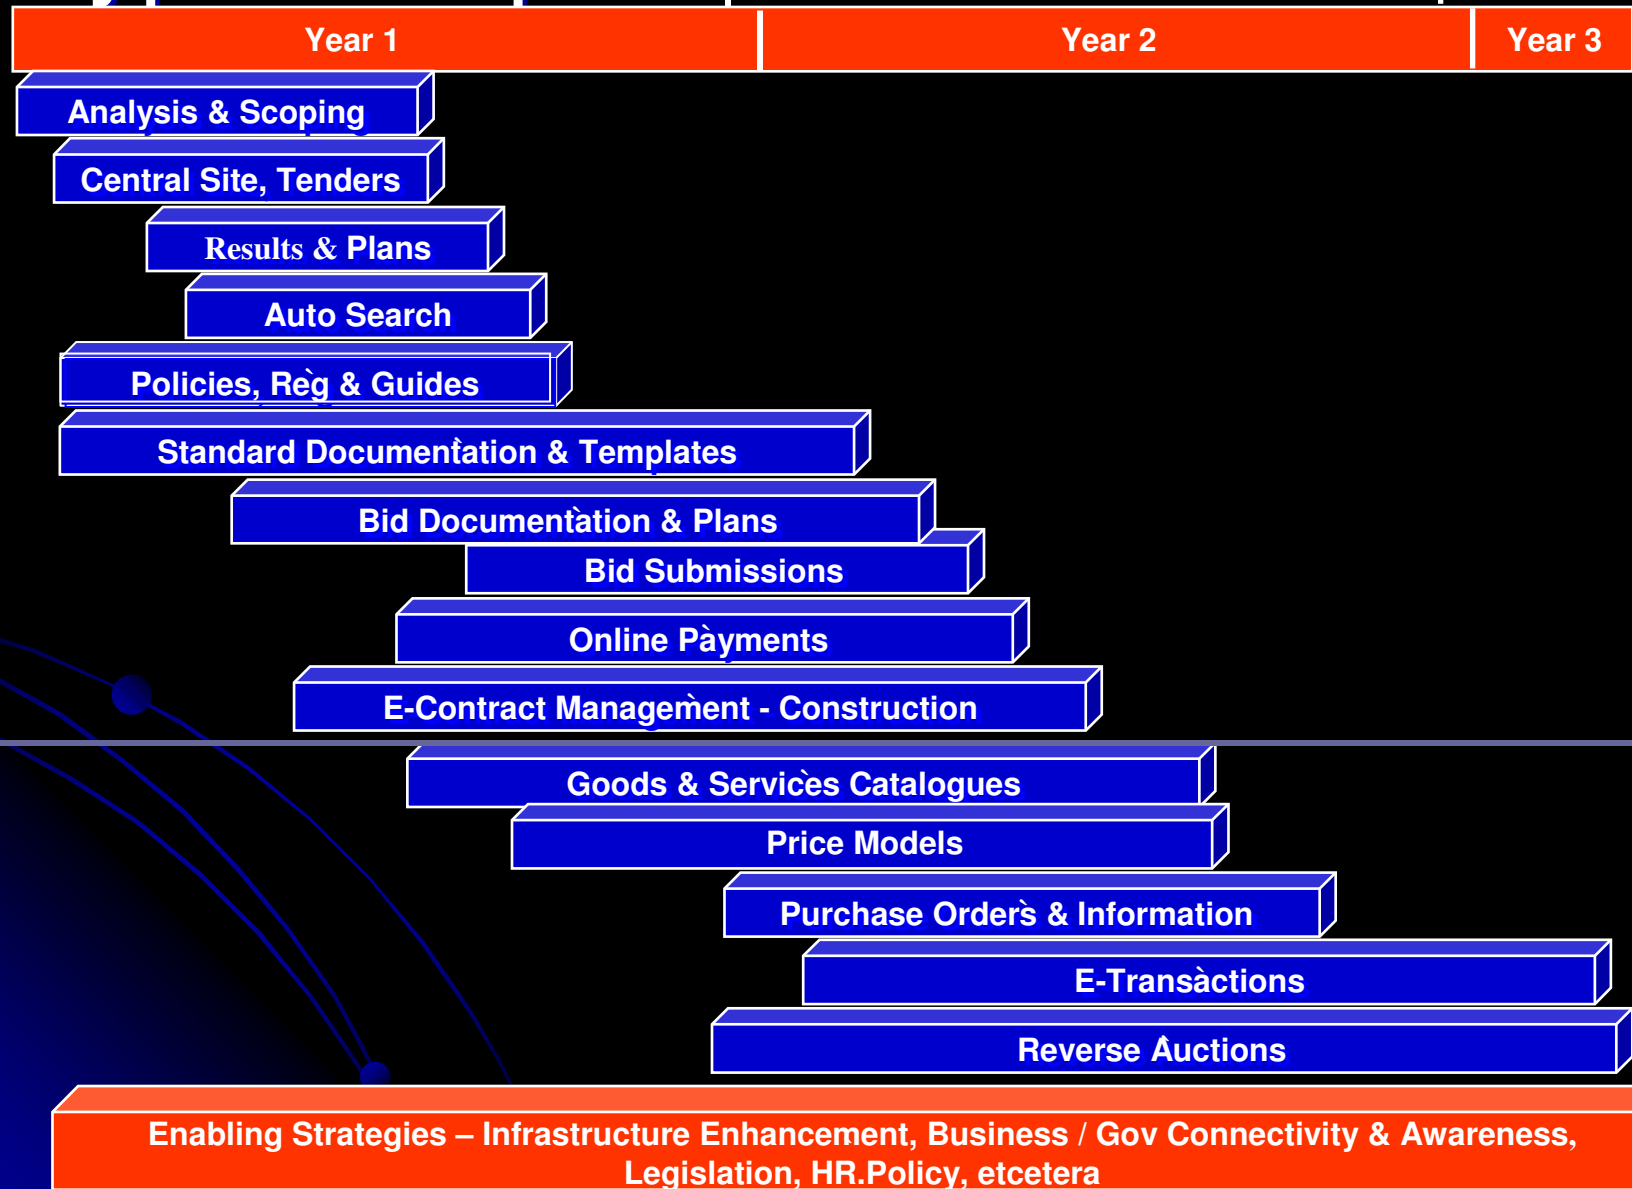 Year 1 Year 2 Year 3
Analysis & Scoping
Central Site, Tenders
Results & Plans
Auto Search
Policies, Reg & Guides
Standard Documentation & Templates
Bid Documentation & Plans
Bid Submissions
Online Payments
E-Contract Management - Construction
Goods & Services Catalogues
Price Models
Purchase Orders & Information
E-Transactions
Reverse Auctions
Enabling Strategies – Infrastructure Enhancement, Business / Gov Connectivity & Awareness,
Legislation, HR.Policy, etcetera